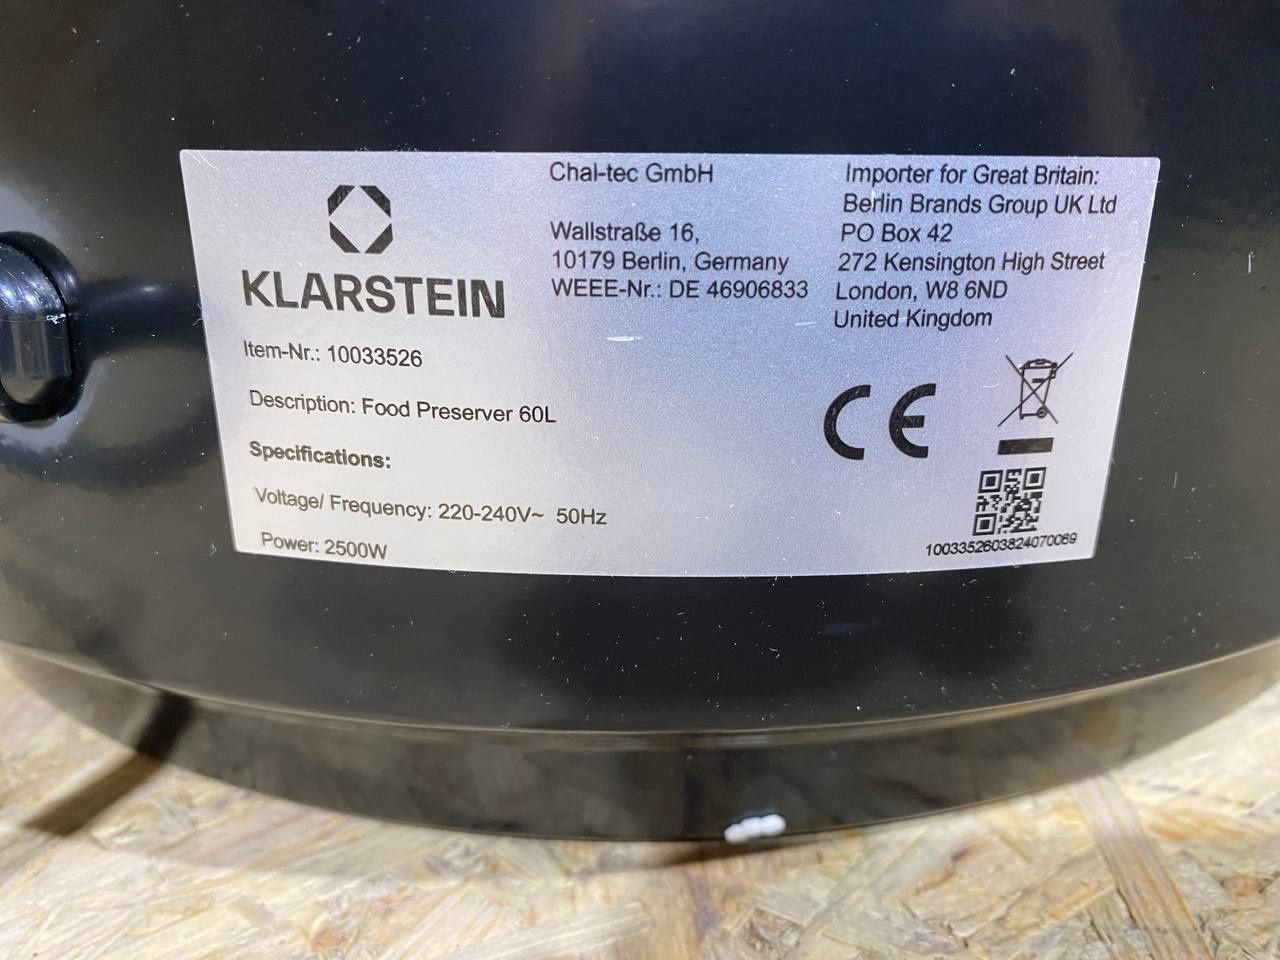 KLARSTEIN
Item-Nr.: 10033526
Description: Food Preserver 60L
Specifications:
Voltage/ Frequency: 220-240V~ 50Hz
Power: 2500W
Chal-tec GmbH
Wallstraße 16,
10179 Berlin, Germany
WEEE-Nr.: DE 46906833
Importer for Great Britain:
Berlin Brands Group UK Ltd
PO Box 42
272 Kensington High Street
London, W8 6ND
United Kingdom
CE
1003352603824070069